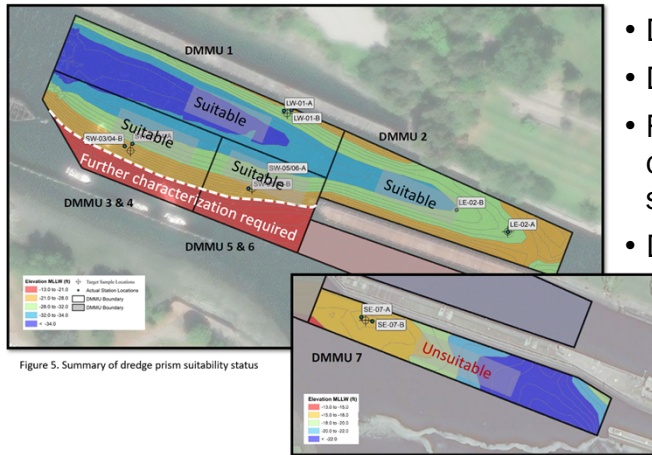 DMMU 1
Suitable
LW-01-A
LW-01-B
DMMU 2
SW-03/04-B
Suitable
SW-05/06-A
Suitable
Suitable
LE-02-B
LE-02-A
Further characterization required
DMMU 3 & 4
DMMU 5 & 6
Elevation MLLW (ft)
-13.0 to -21.0
-21.0 to -28.0
-28.0 to -32.0
-32.0 to -34.0
< -34.0
Target Sample Locations
Actual Station Locations
DMMU Boundary
DMMU Boundary
Figure 5. Summary of dredge prism suitability status
SE-07-A
SE-07-B
DMMU 7
Unsuitable
Elevation MLLW (ft)
-13.0 to -15.0
-15.0 to -18.0
-18.0 to -20.0
-20.0 to -22.0
• D
• D
• F
s
• D